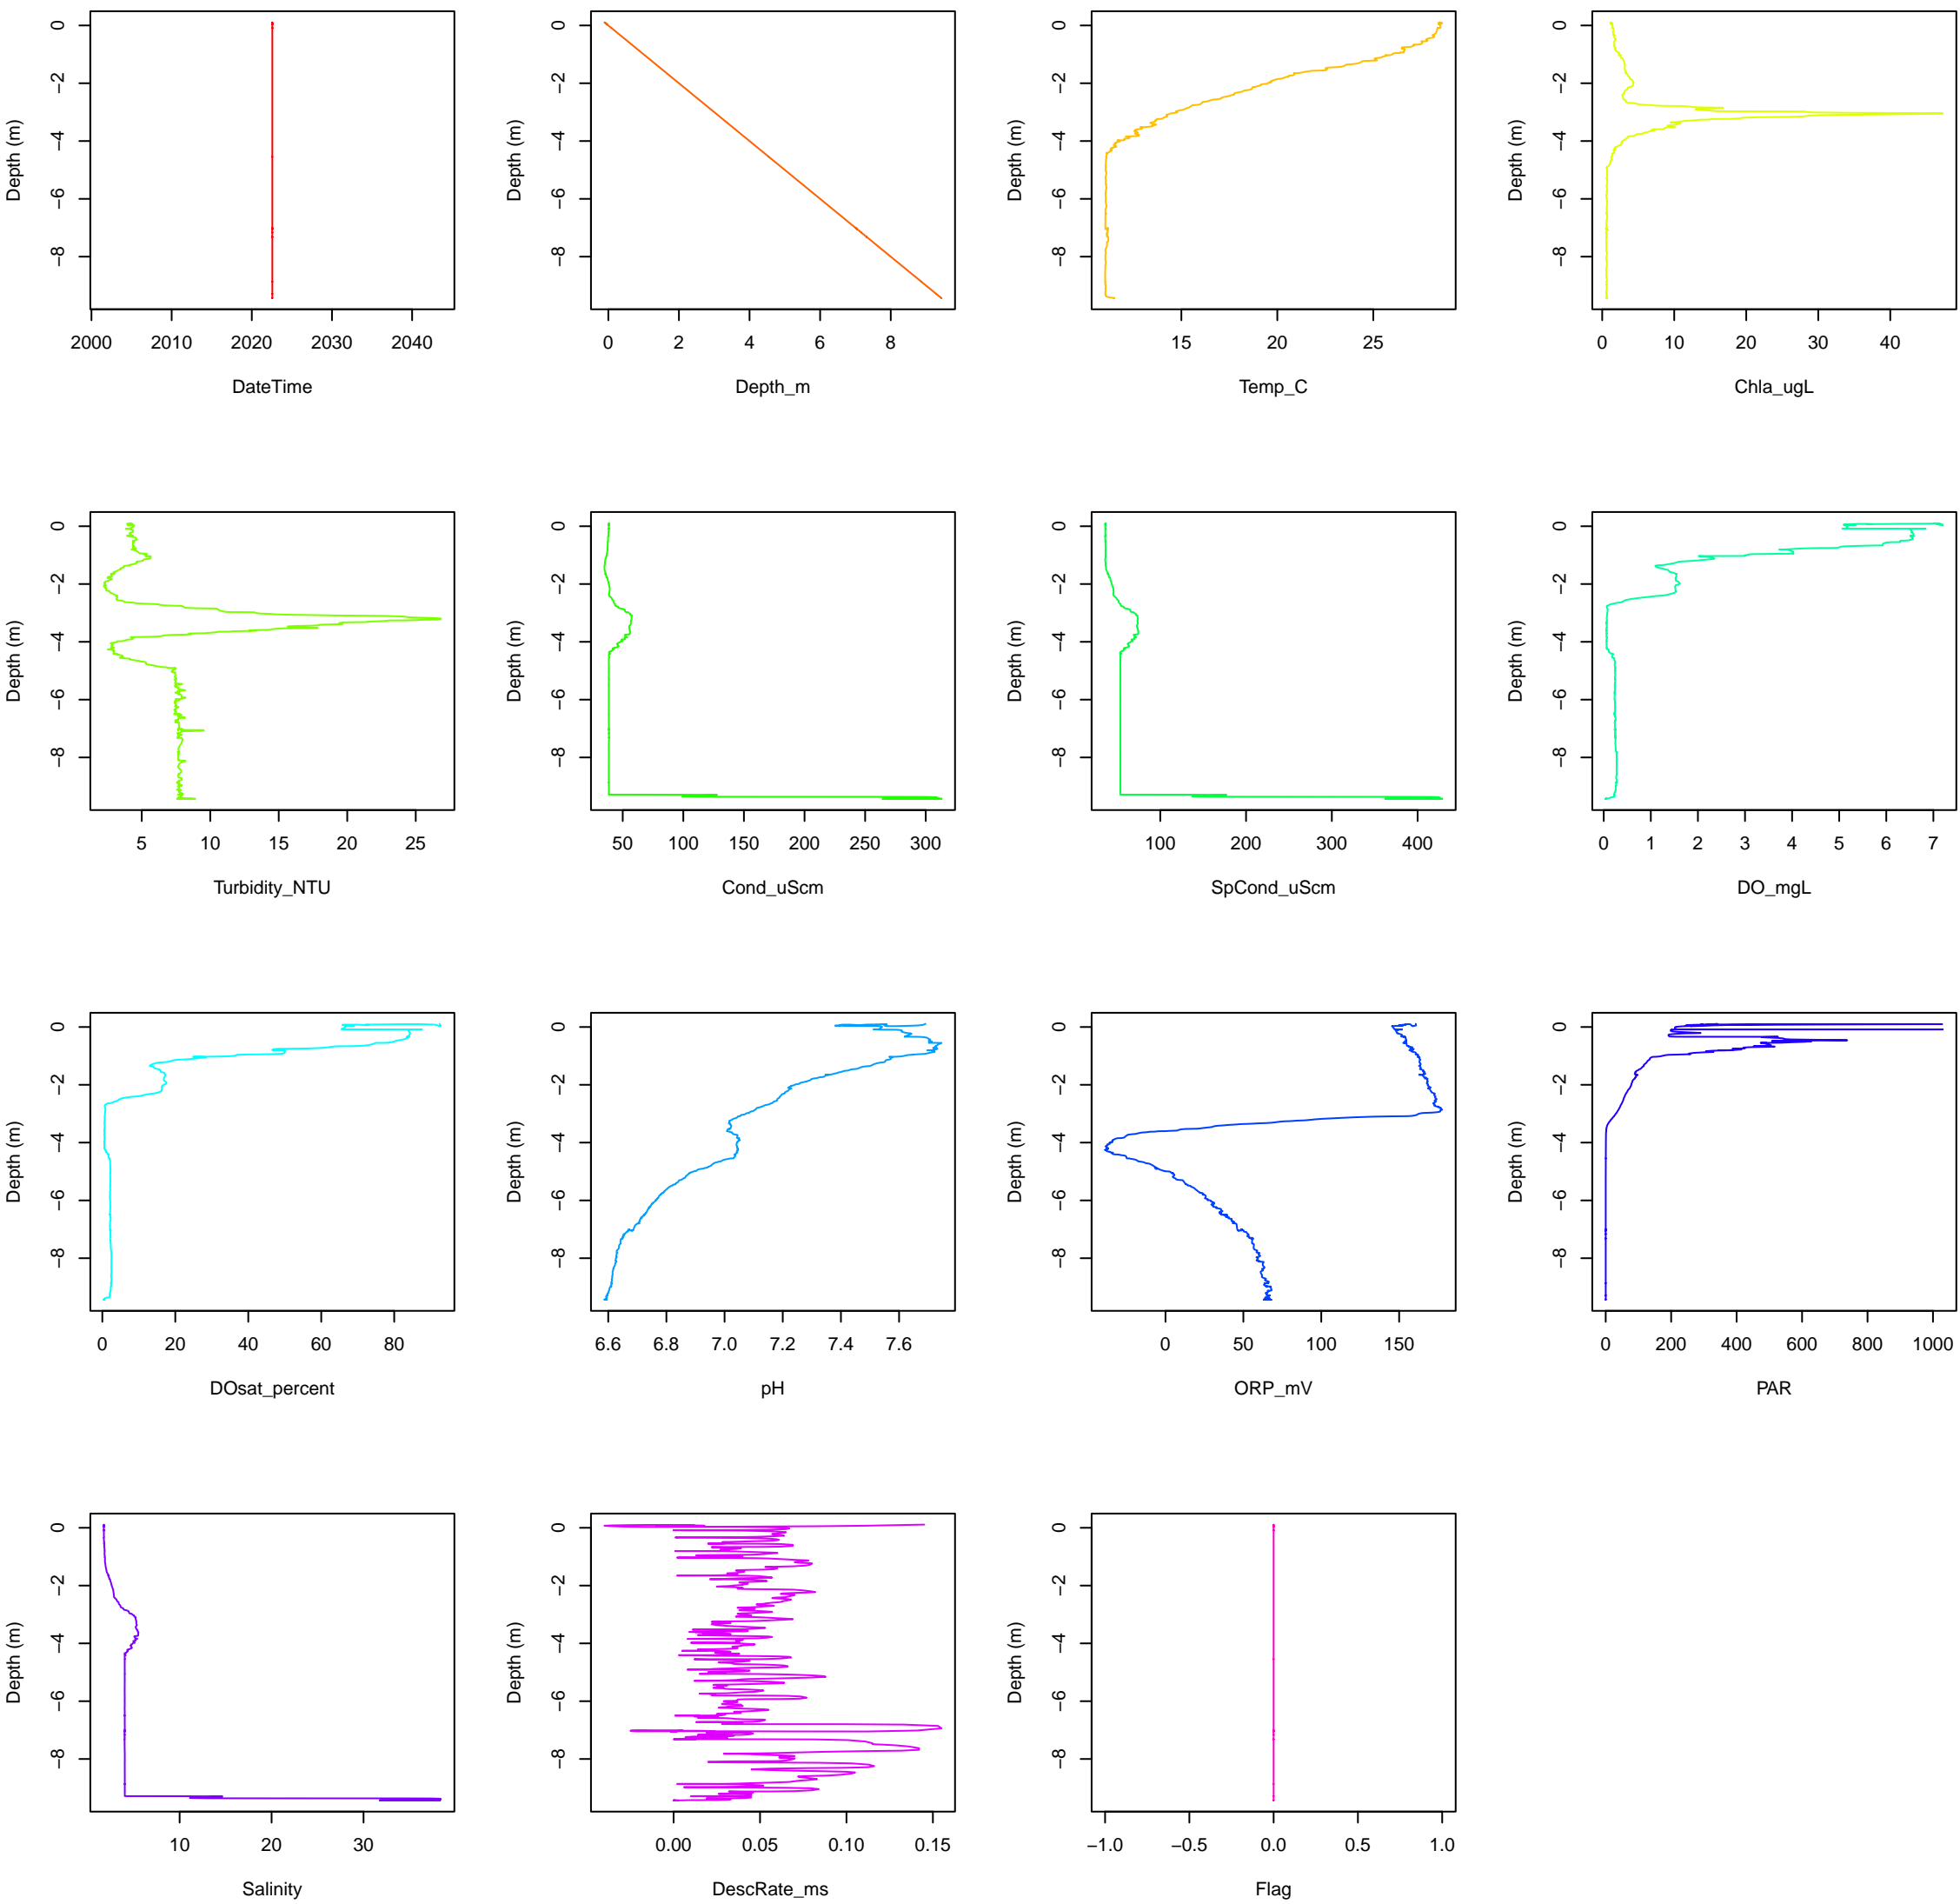 0 0 0 0
−2 −2 −2 −2
−4 −4 −4 −4
−6 −6 −6 −6
−8 −8 −8 −8
Depth (m) Depth (m) Depth (m) Depth (m)
2000 2010 2020 2030 2040 0 2 4 6 8 15 20 25 0 10 20 30 40
DateTime Depth_m Temp_C Chla_ugL
0 0 0 0
−2 −2 −2 −2
−4 −4 −4 −4
−6 −6 −6 −6
−8 −8 −8 −8
Depth (m) Depth (m) Depth (m) Depth (m)
5 10 15 20 25 50 100 150 200 250 300 100 200 300 400 0 1 2 3 4 5 6 7
Turbidity_NTU Cond_uScm SpCond_uScm DO_mgL
0 0 0 0
−2 −2 −2 −2
−4 −4 −4 −4
−6 −6 −6 −6
−8 −8 −8 −8
Depth (m) Depth (m) Depth (m) Depth (m)
0 20 40 60 80 6.6 6.8 7.0 7.2 7.4 7.6 0 50 100 150 0 200 400 600 800 1000
DOsat_percent pH ORP_mV PAR
0 0 0
−2 −2 −2
−4 −4 −4
−6 −6 −6
−8 −8 −8
Depth (m) Depth (m) Depth (m)
10 20 30 0.00 0.05 0.10 0.15 −1.0 −0.5 0.0 0.5 1.0
Salinity DescRate_ms Flag